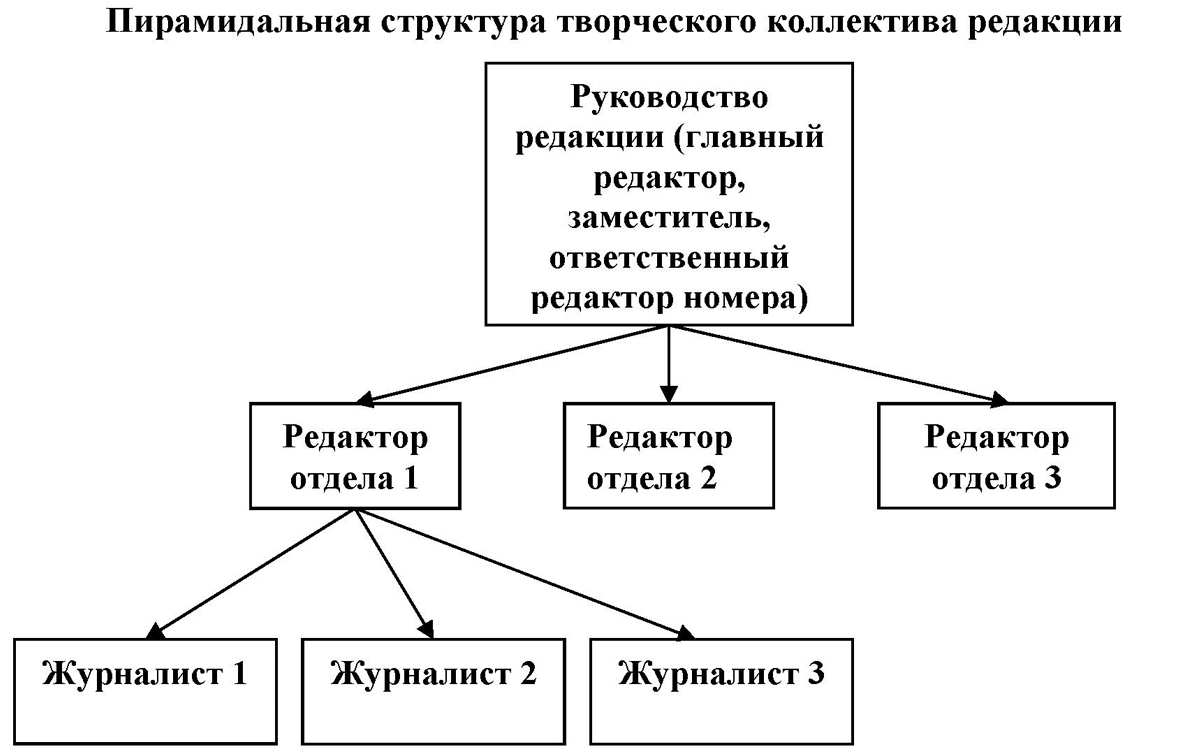 Пирамидальная структура творческого коллектива редакции
Руководство
редакции (главный
редактор,
заместитель,
ответственный
редактор номера)
Редактор
отдела 1
Редактор
отдела 2
Редактор
отдела 3
Журналист 1
Журналист 2
Журналист 3